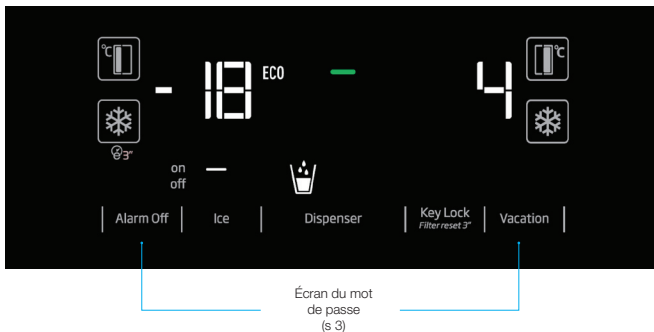 °C
°C
-18 ECO 4
3"
on
off
Alarm Off Ice Dispenser Key Lock Vacation
Filter reset 3"
Écran du mot
de passe
(s 3)